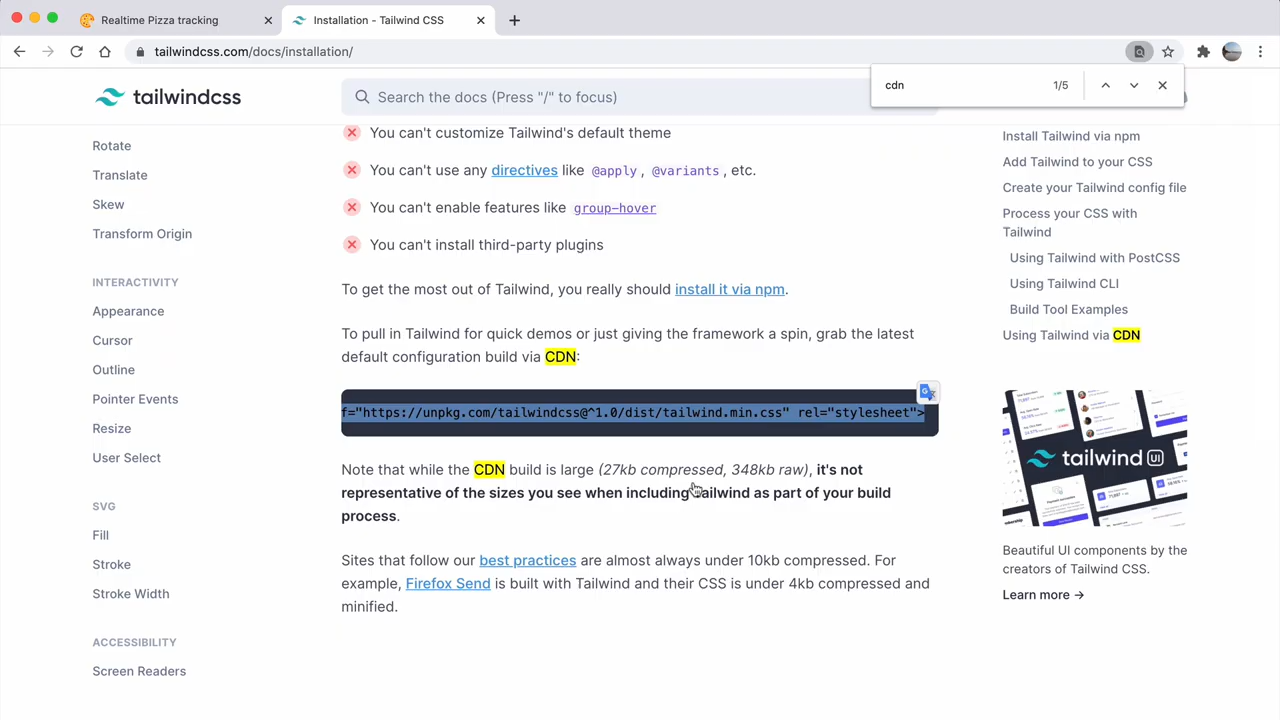 Realtime Pizza tracking
Installation - Tailwind CSS
tailwindcss.com/docs/installation/
cdn
1/5
tailwindcss
Search the docs (Press "/" to focus)
Rotate
Translate
Skew
Transform Origin
INTERACTIVITY
Appearance
Cursor
Outline
Pointer Events
Resize
User Select
SVG
Fill
Stroke
Stroke Width
ACCESSIBILITY
Screen Readers
You can't customize Tailwind's default theme
You can't use any directives like @apply, @variants, etc.
You can't enable features like group-hover
You can't install third-party plugins
To get the most out of Tailwind, you really should install it via npm.
To pull in Tailwind for quick demos or just giving the framework a spin, grab the latest
default configuration build via CDN:
f="https://unpkg.com/tailwindcss@^1.0/dist/tailwind.min.css" rel="stylesheet">
Note that while the CDN build is large (27kb compressed, 348kb raw), it's not
representative of the sizes you see when including Tailwind as part of your build
process.
Sites that follow our best practices are almost always under 10kb compressed. For
example, Firefox Send is built with Tailwind and their CSS is under 4kb compressed and
minified.
Install Tailwind via npm
Add Tailwind to your CSS
Create your Tailwind config file
Process your CSS with
Tailwind
Using Tailwind with PostCSS
Using Tailwind CLI
Build Tool Examples
Using Tailwind via CDN
tailwind UI
Beautiful UI components by the
creators of Tailwind CSS.
Learn more →